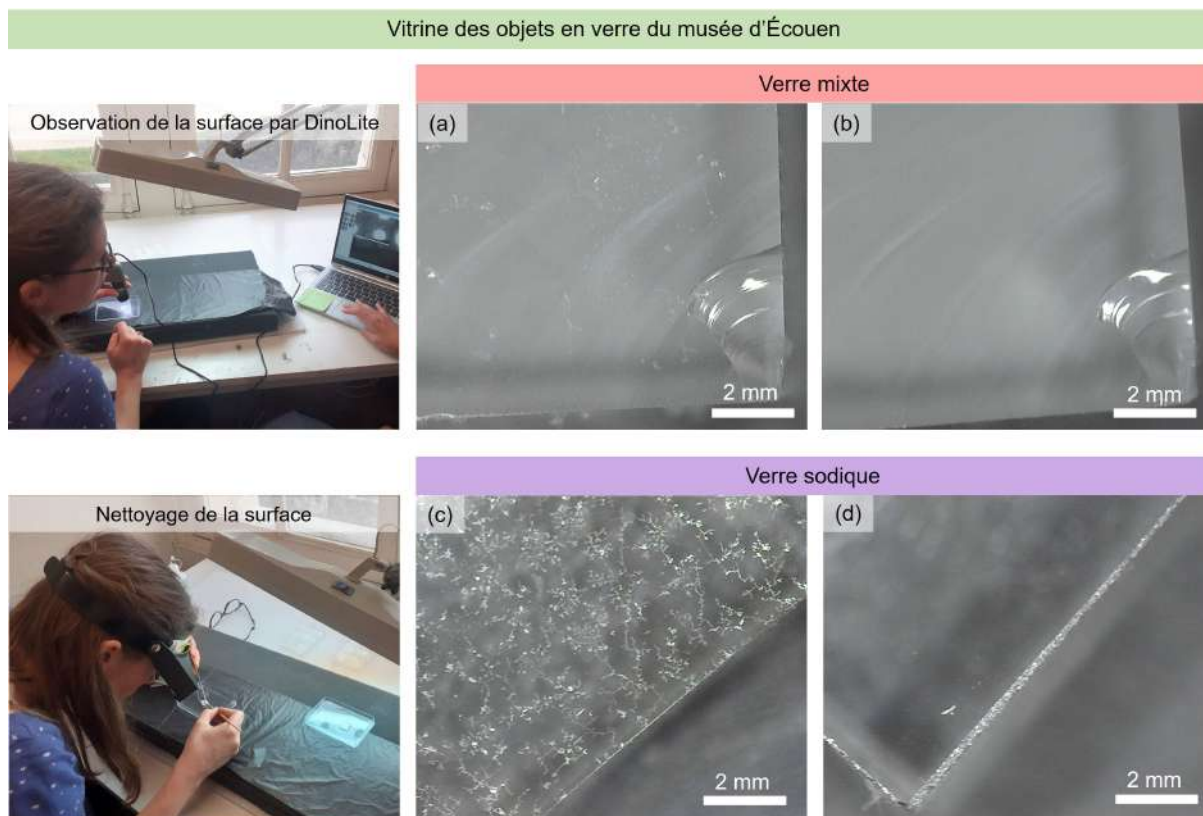 Vitrine des objets en verre du musée d'Écouen
Verre mixte
Observation de la surface par DinoLite
(a)
(b)
2 mm
2 mm
Verre sodique
Nettoyage de la surface
(c)
(d)
2 mm
2 mm